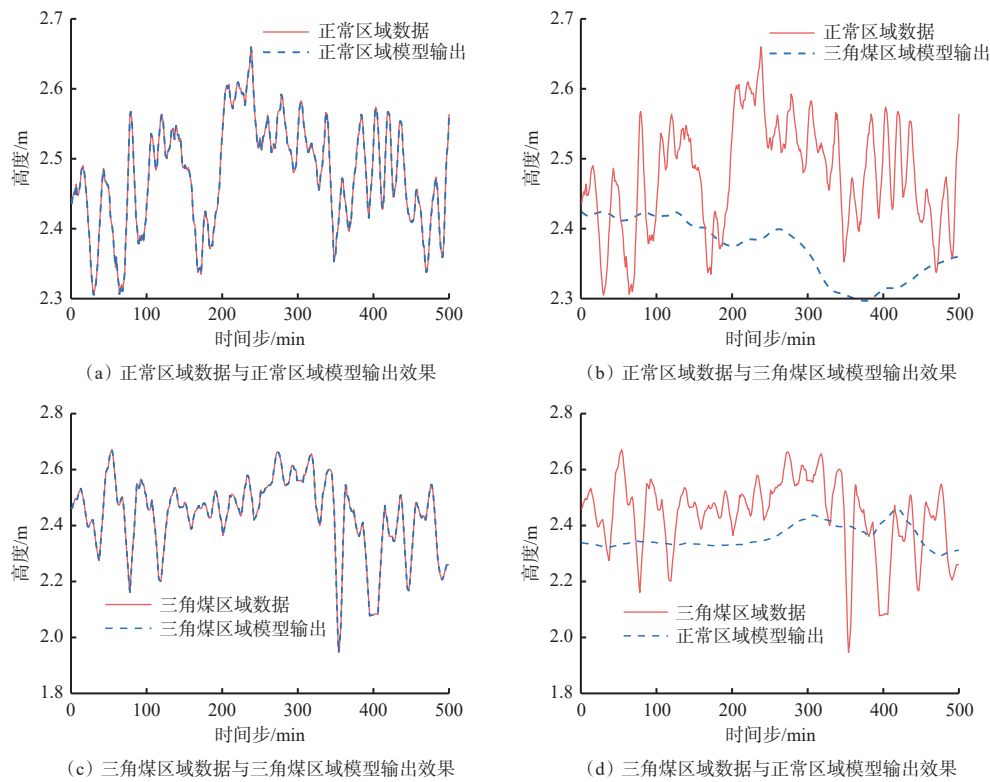 2.7
正常区域数据
正常区域模型输出
2.6
2.5
高度/m
2.4
2.3
0 100 200 300 400 500
时间步/min
（a）正常区域数据与正常区域模型输出效果
2.7
正常区域数据
三角煤区域模型输出
2.6
2.5
高度/m
2.4
2.3
0 100 200 300 400 500
时间步/min
（b）正常区域数据与三角煤区域模型输出效果
2.8
2.6
2.4
高度/m
2.2
三角煤区域数据
三角煤区域模型输出
2.0
1.8
0 100 200 300 400 500
时间步/min
（c）三角煤区域数据与三角煤区域模型输出效果
2.8
2.6
2.4
高度/m
2.2
三角煤区域数据
正常区域模型输出
2.0
1.8
0 100 200 300 400 500
时间步/min
（d）三角煤区域数据与正常区域模型输出效果